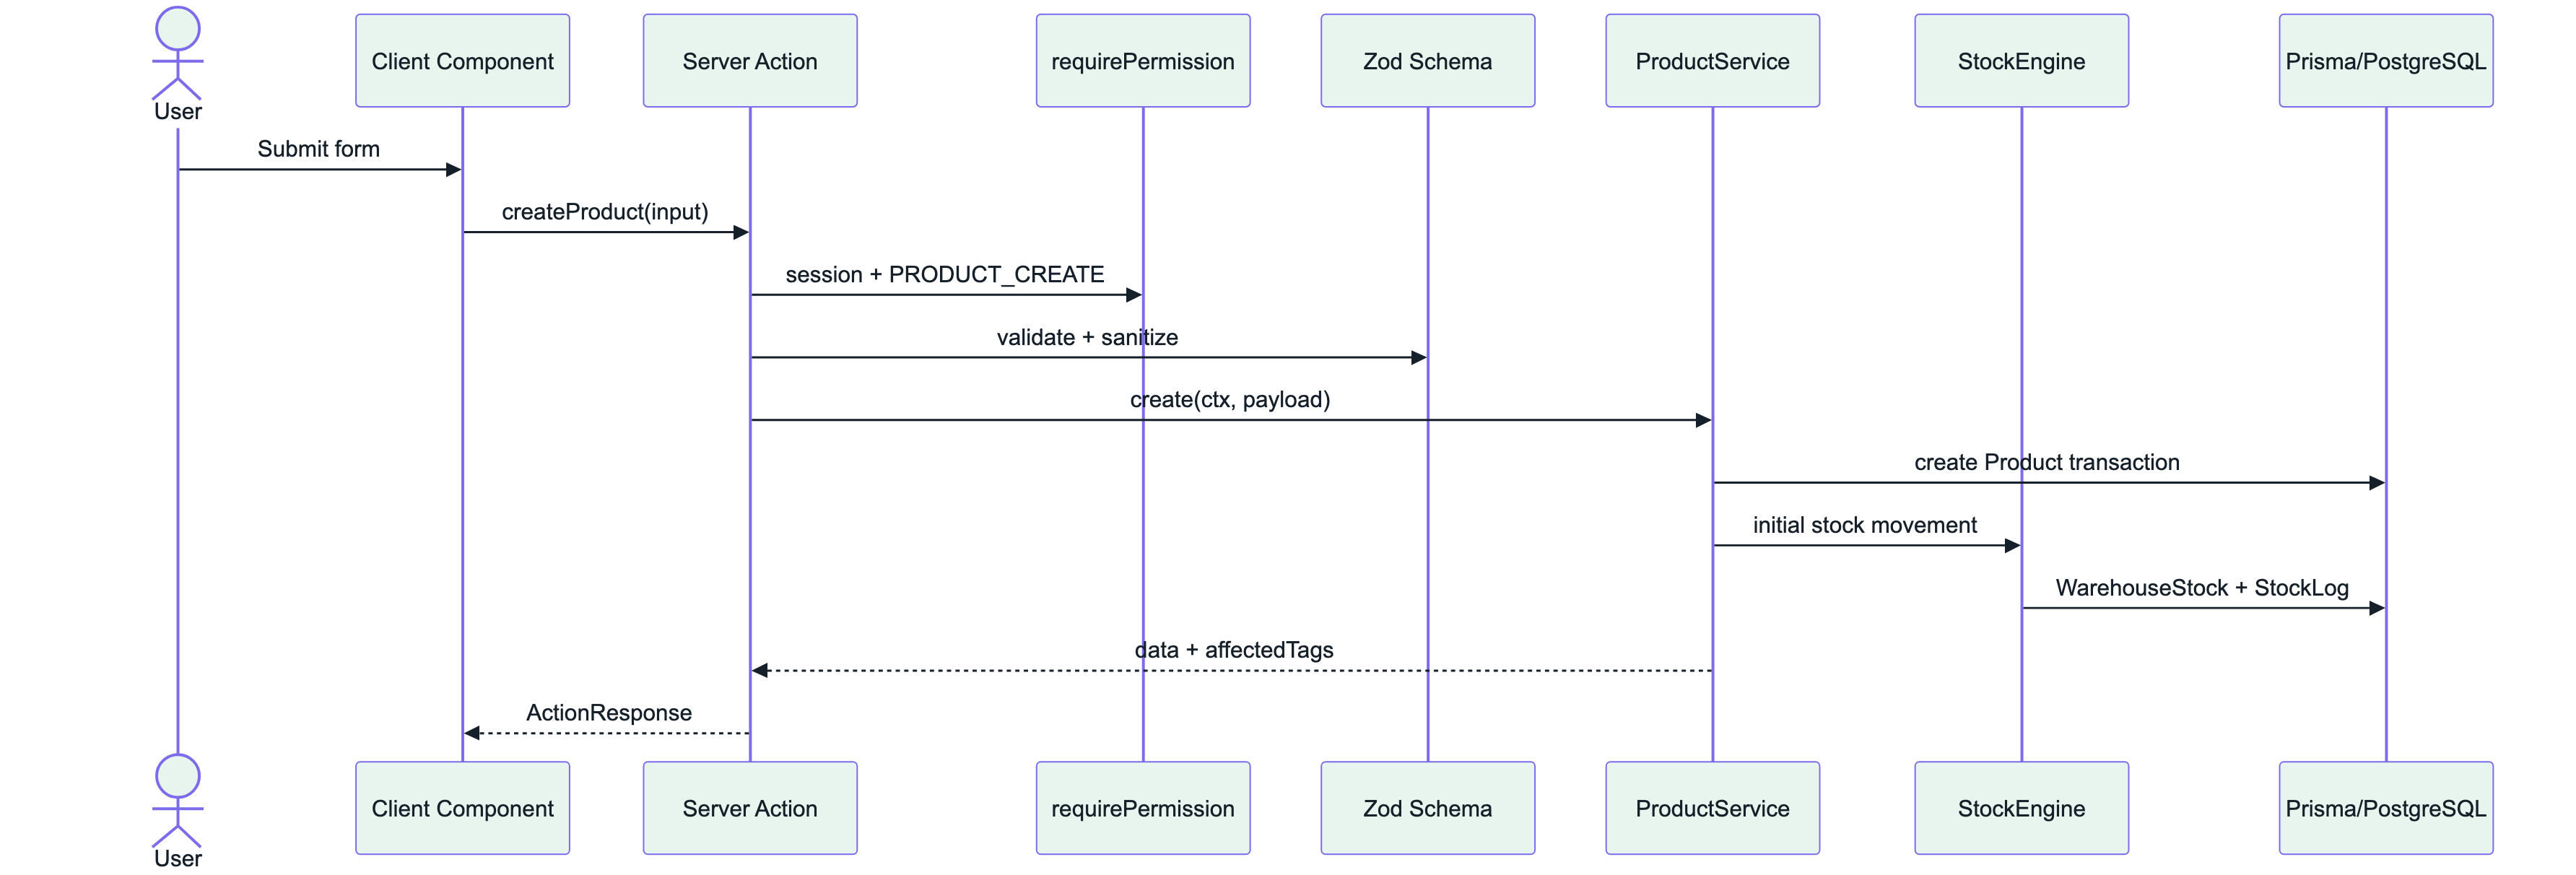 Client Component
Server Action
requirePermission
Zod Schema
ProductService
StockEngine
Prisma/PostgreSQL
User
Submit form
createProduct(input)
session + PRODUCT_CREATE
validate + sanitize
create(ctx, payload)
create Product transaction
initial stock movement
WarehouseStock + StockLog
data + affectedTags
ActionResponse
Client Component
Server Action
requirePermission
Zod Schema
ProductService
StockEngine
Prisma/PostgreSQL
User